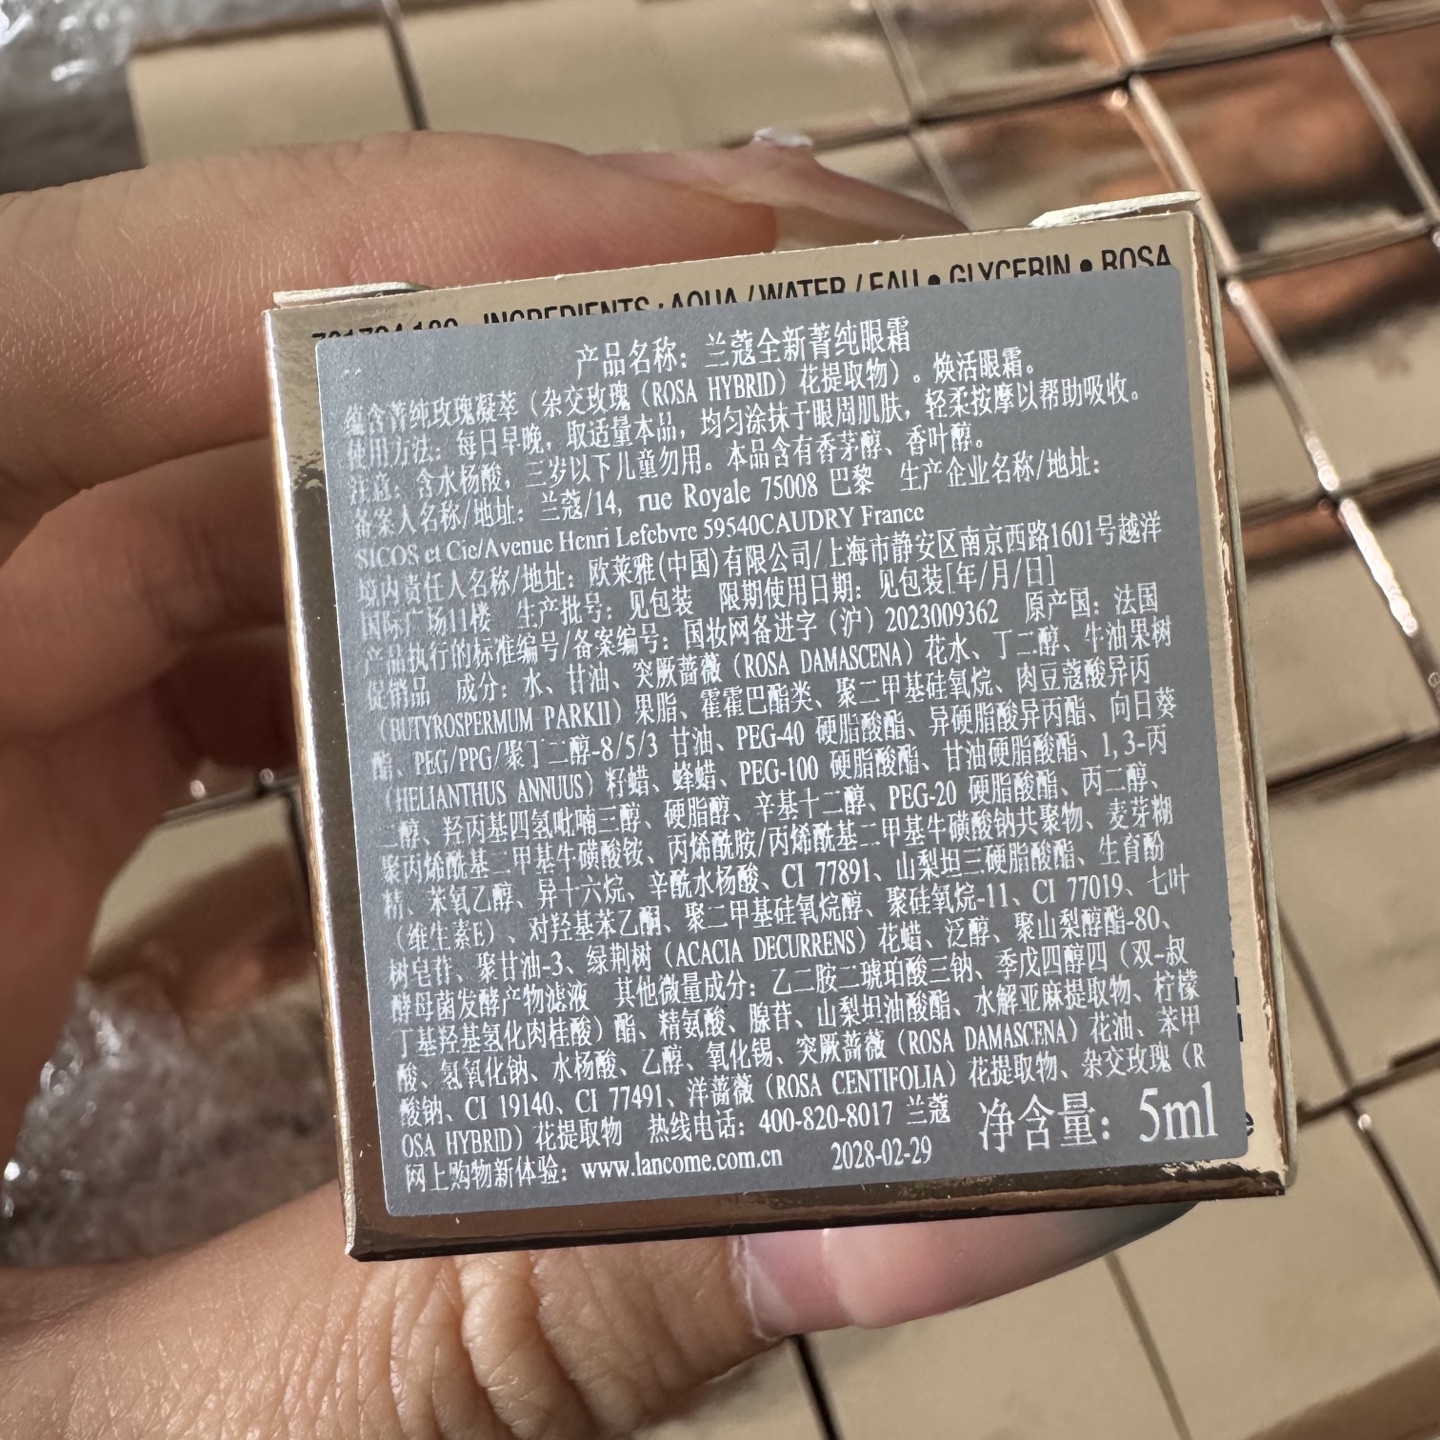 INGREDIENTS : AQUA / WATER / EAU • GLYCERIN • ROSA
产品名称：兰蔻全新菁纯眼霜
蕴含菁纯玫瑰凝萃（杂交玫瑰（ROSA HYBRID）花提取物）。焕活眼霜。
使用方法：每日早晚，取适量本品，均匀涂抹于眼周肌肤，轻柔按摩以帮助吸收。
注意：含水杨酸，三岁以下儿童勿用。本品含有香茅醇、香叶醇。
备案人名称/地址：兰蔻/14, rue Royale 75008 巴黎 生产企业名称/地址：
SICOS et Cie/Avenue Henri Lefebvre 59540CAUDRY France
境内责任人名称/地址：欧莱雅(中国)有限公司/上海市静安区南京西路1601号越洋
国际广场11楼 生产批号：见包装 限期使用日期：见包装[年/月/日]
产品执行的标准编号/备案编号：国妆网备进字（沪）2023009362 原产国：法国
促销品 成分：水、甘油、突厥蔷薇（ROSA DAMASCENA）花水、丁二醇、牛油果树
（BUTYROSPERMUM PARKII）果脂、霍霍巴酯类、聚二甲基硅氧烷、肉豆蔻酸异丙
酯、PEG/PPG/聚丁二醇-8/5/3 甘油、PEG-40 硬脂酸酯、异硬脂酸异丙酯、向日葵
（HELIANTHUS ANNUUS）籽蜡、蜂蜡、PEG-100 硬脂酸酯、甘油硬脂酸酯、1,3-丙
二醇、羟丙基四氢吡喃三醇、硬脂醇、辛基十二醇、PEG-20 硬脂酸酯、丙二醇、
聚丙烯酰基二甲基牛磺酸铵、丙烯酰胺/丙烯酰基二甲基牛磺酸钠共聚物、麦芽糊
精、苯氧乙醇、异十六烷、辛酰水杨酸、CI 77891、山梨坦三硬脂酸酯、生育酚
（维生素E）、对羟基苯乙酮、聚二甲基硅氧烷醇、聚硅氧烷-11、CI 77019、七叶
树皂苷、聚甘油-3、绿荆树（ACACIA DECURRENS）花蜡、泛醇、聚山梨醇酯-80、
酵母菌发酵产物滤液 其他微量成分：乙二胺二琥珀酸三钠、季戊四醇四（双-叔
丁基羟基氢化肉桂酸）酯、精氨酸、腺苷、山梨坦油酸酯、水解亚麻提取物、柠檬
酸、氢氧化钠、水杨酸、乙醇、氧化锡、突厥蔷薇（ROSA DAMASCENA）花油、苯甲
酸钠、CI 19140、CI 77491、洋蔷薇（ROSA CENTIFOLIA）花提取物、杂交玫瑰（R
OSA HYBRID）花提取物 热线电话：400-820-8017 兰蔻
网上购物新体验：www.lancome.com.cn 2028-02-29 净含量：5ml